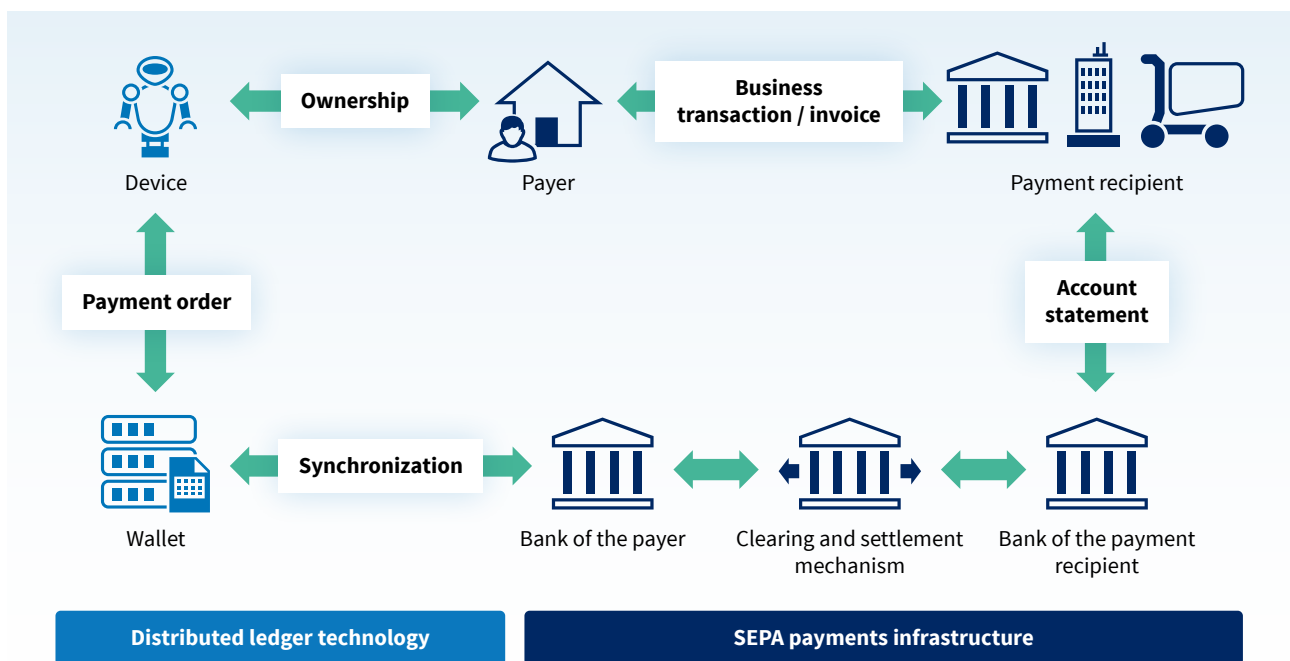 Ownership
Business
transaction / invoice
Device
Payer
Payment recipient
Payment order
Account
statement
Synchronization
Wallet
Bank of the payer
Clearing and settlement
mechanism
Bank of the payment
recipient
Distributed ledger technology
SEPA payments infrastructure